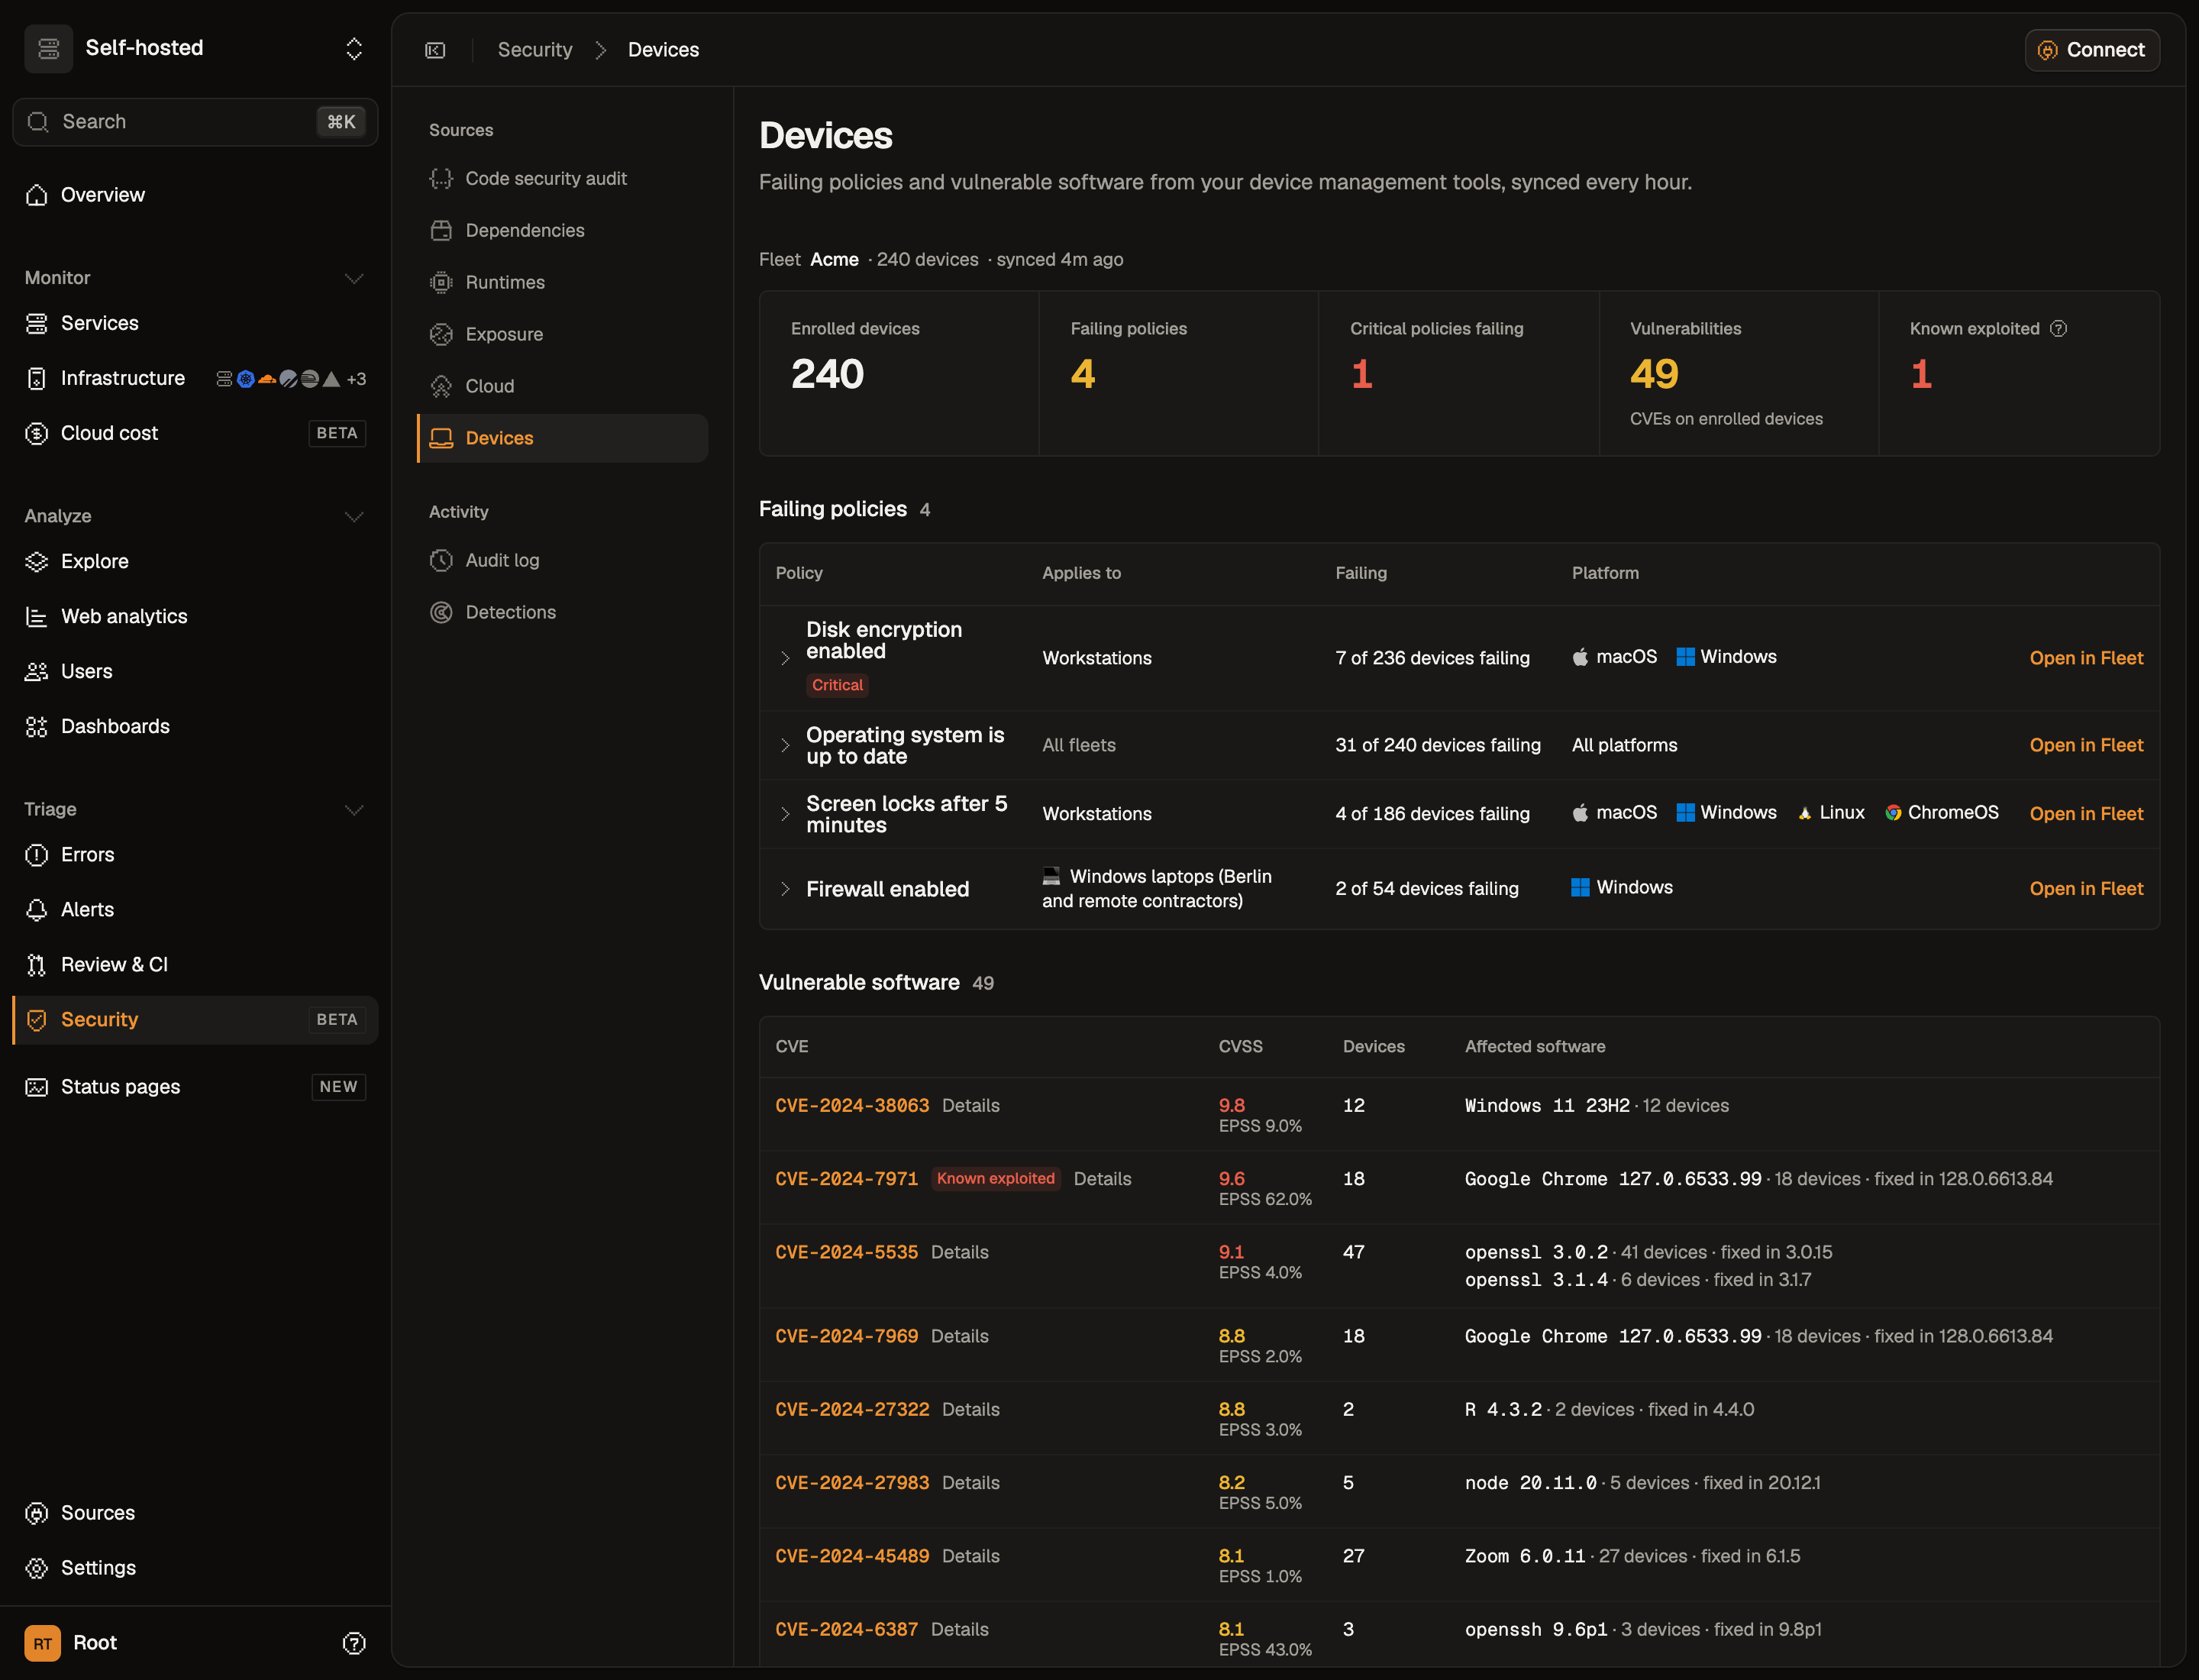 Self-hosted
Search ⌘K
Overview
Monitor
Services
Infrastructure +3
Cloud cost BETA
Analyze
Explore
Web analytics
Users
Dashboards
Triage
Errors
Alerts
Review & CI
Security BETA
Status pages NEW
Sources
Settings
RT Root
Security Devices
Connect
Sources
Code security audit
Dependencies
Runtimes
Exposure
Cloud
Devices
Activity
Audit log
Detections
Devices
Failing policies and vulnerable software from your device management tools, synced every hour.
Fleet Acme · 240 devices · synced 4m ago
Enrolled devices
240
Failing policies
4
Critical policies failing
1
Vulnerabilities
49
CVEs on enrolled devices
Known exploited
1
Failing policies 4
Policy Applies to Failing Platform
Disk encryption
enabled
Critical
Workstations 7 of 236 devices failing macOS Windows Open in Fleet
Operating system is
up to date
All fleets 31 of 240 devices failing All platforms Open in Fleet
Screen locks after 5
minutes
Workstations 4 of 186 devices failing macOS Windows Linux ChromeOS Open in Fleet
Firewall enabled
Windows laptops (Berlin
and remote contractors)
2 of 54 devices failing Windows Open in Fleet
Vulnerable software 49
CVE CVSS Devices Affected software
CVE-2024-38063 Details 9.8 12 Windows 11 23H2 · 12 devices
EPSS 9.0%
CVE-2024-7971 Known exploited Details 9.6 18 Google Chrome 127.0.6533.99 · 18 devices · fixed in 128.0.6613.84
EPSS 62.0%
CVE-2024-5535 Details 9.1 47 openssl 3.0.2 · 41 devices · fixed in 3.0.15
EPSS 4.0%
openssl 3.1.4 · 6 devices · fixed in 3.1.7
CVE-2024-7969 Details 8.8 18 Google Chrome 127.0.6533.99 · 18 devices · fixed in 128.0.6613.84
EPSS 2.0%
CVE-2024-27322 Details 8.8 2 R 4.3.2 · 2 devices · fixed in 4.4.0
EPSS 3.0%
CVE-2024-27983 Details 8.2 5 node 20.11.0 · 5 devices · fixed in 20.12.1
EPSS 5.0%
CVE-2024-45489 Details 8.1 27 Zoom 6.0.11 · 27 devices · fixed in 6.1.5
EPSS 1.0%
CVE-2024-6387 Details 8.1 3 openssh 9.6p1 · 3 devices · fixed in 9.8p1
EPSS 43.0%